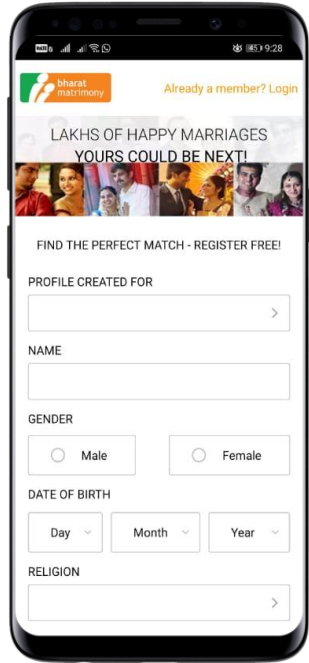 9:28
bharat
matrimony
Already a member? Login
LAKHS OF HAPPY MARRIAGES
YOURS COULD BE NEXT!
FIND THE PERFECT MATCH - REGISTER FREE!
PROFILE CREATED FOR
NAME
GENDER
Male
Female
DATE OF BIRTH
Day
Month
Year
RELIGION